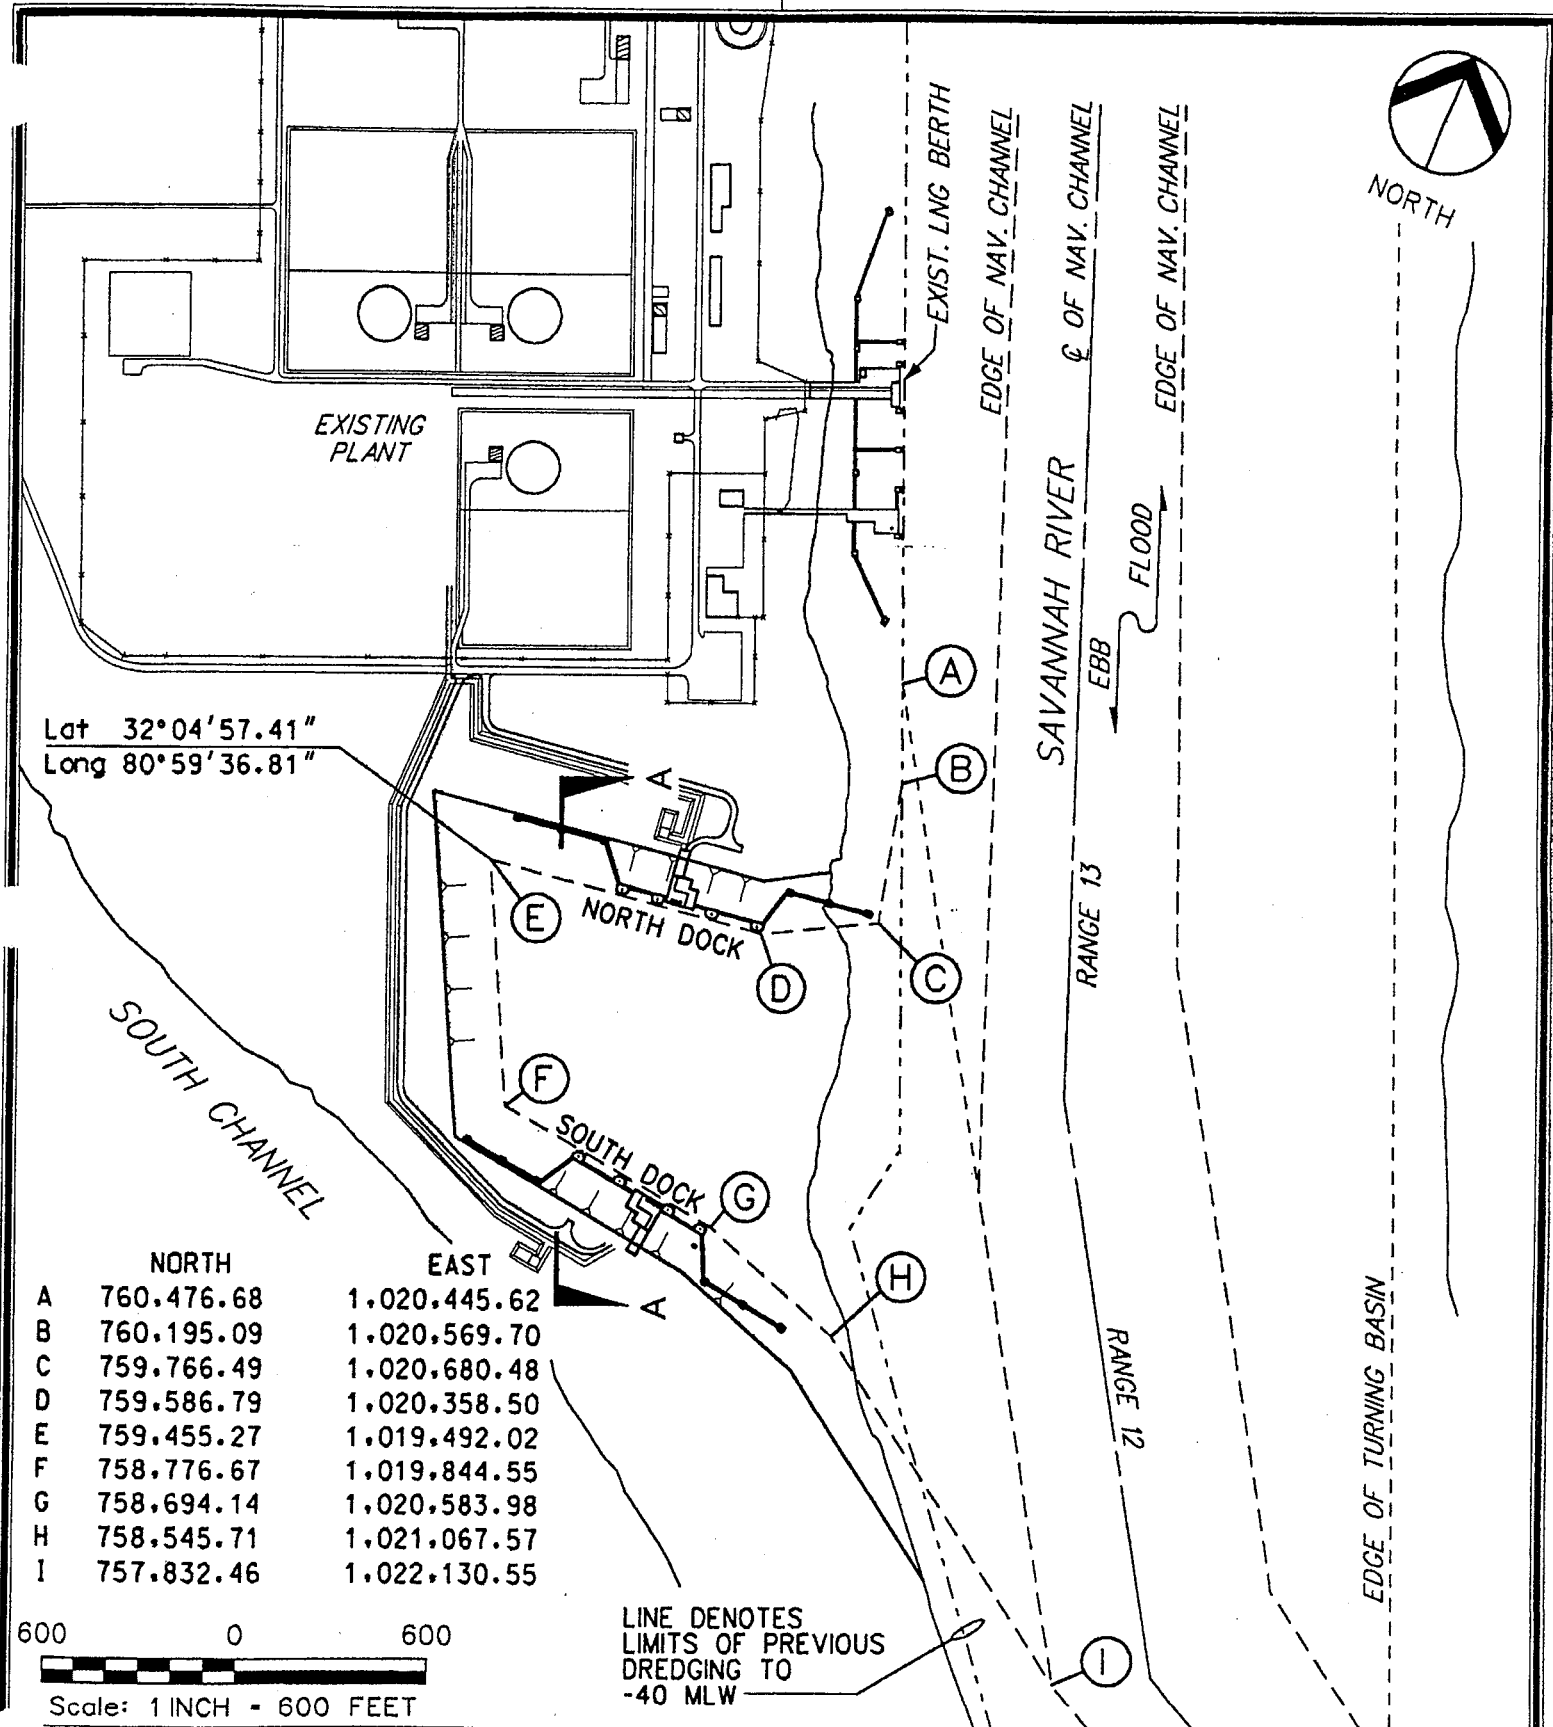 NORTH
EXIST. LNG BERTH
EDGE OF NAV. CHANNEL
℄ OF NAV. CHANNEL
EDGE OF NAV. CHANNEL
EXISTING
PLANT
SAVANNAH RIVER
FLOOD
EBB
A
B
Lat 32°04'57.41"
Long 80°59'36.81"
A
RANGE 13
E
NORTH DOCK
D
C
SOUTH CHANNEL
F
SOUTH DOCK
G
H
A
RANGE 12
EDGE OF TURNING BASIN
NORTH EAST
A 760,476.68 1,020,445.62
B 760,195.09 1,020,569.70
C 759,766.49 1,020,680.48
D 759,586.79 1,020,358.50
E 759,455.27 1,019,492.02
F 758,776.67 1,019,844.55
G 758,694.14 1,020,583.98
H 758,545.71 1,021,067.57
I 757,832.46 1,022,130.55
LINE DENOTES
LIMITS OF PREVIOUS
DREDGING TO
-40 MLW
I
600 0 600
Scale: 1 INCH = 600 FEET